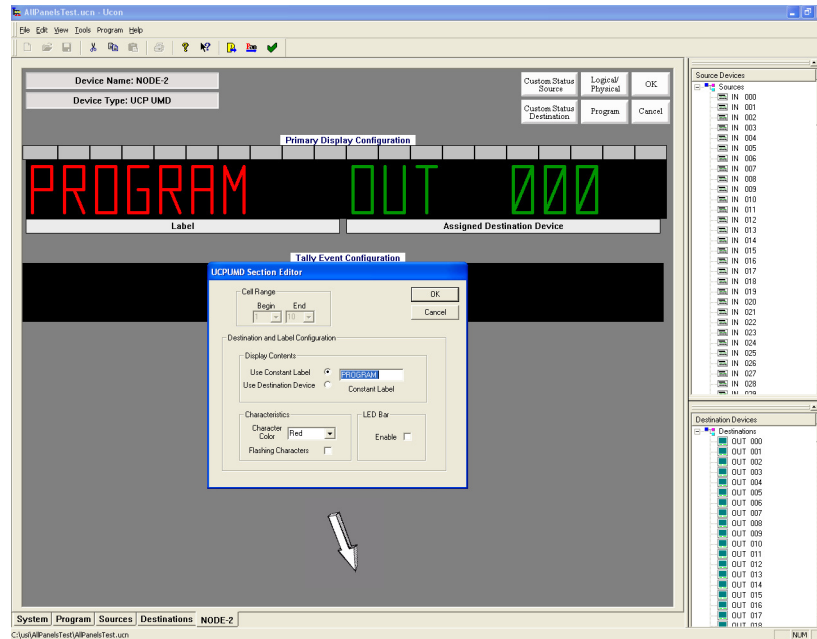 AllPanelsTest.ucn - Ucon
File Edit View Tools Program Help
Device Name: NODE-2
Device Type: UCP UMD
Custom Status Source
Logical/ Physical
OK
Custom Status Destination
Program
Cancel
Primary Display Configuration
PROGRAM OUT 000
Label
Assigned Destination Device
Tally Event Configuration
UCPUMD Section Editor
Cell Range
Begin End
1 10
OK
Cancel
Destination and Label Configuration
Display Contents
Use Constant Label
PROGRAM
Use Destination Device
Constant Label
Characteristics
Character Color
Red
Flashing Characters
LED Bar
Enable
Source Devices
Sources
IN 000
IN 001
IN 002
IN 003
IN 004
IN 005
IN 006
IN 007
IN 008
IN 009
IN 010
IN 011
IN 012
IN 013
IN 014
IN 015
IN 016
IN 017
IN 018
IN 019
IN 020
IN 021
IN 022
IN 023
IN 024
IN 025
IN 026
IN 027
IN 028
IN 029
Destination Devices
Destinations
OUT 000
OUT 001
OUT 002
OUT 003
OUT 004
OUT 005
OUT 006
OUT 007
OUT 008
OUT 009
OUT 010
OUT 011
OUT 012
OUT 013
OUT 014
OUT 015
OUT 016
OUT 017
OUT 018
System Program Sources Destinations NODE-2
C:\usi\AllPanelsTest\AllPanelsTest.ucn
NUM